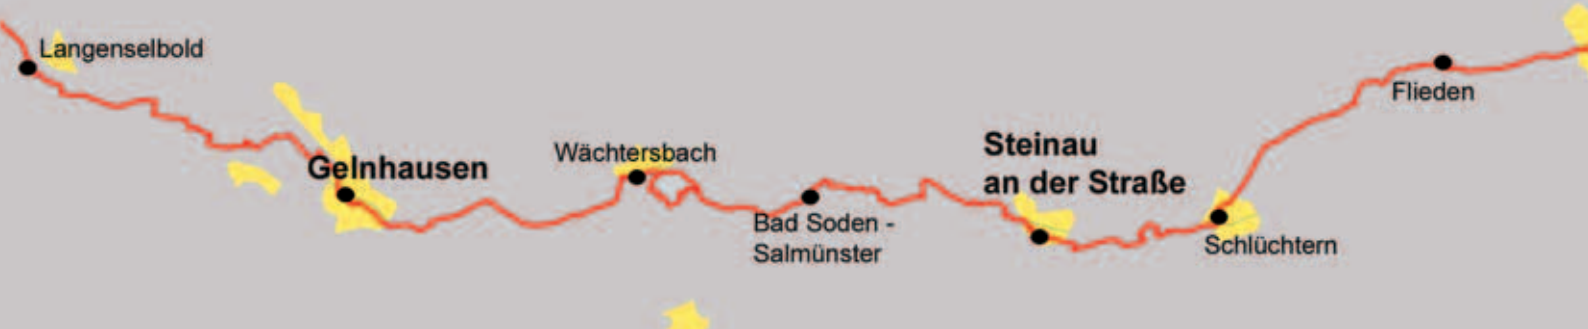 Langenselbold
Gelnhausen
Wächtersbach
Bad Soden -
Salmünster
Steinau
an der Straße
Schlüchtern
Flieden